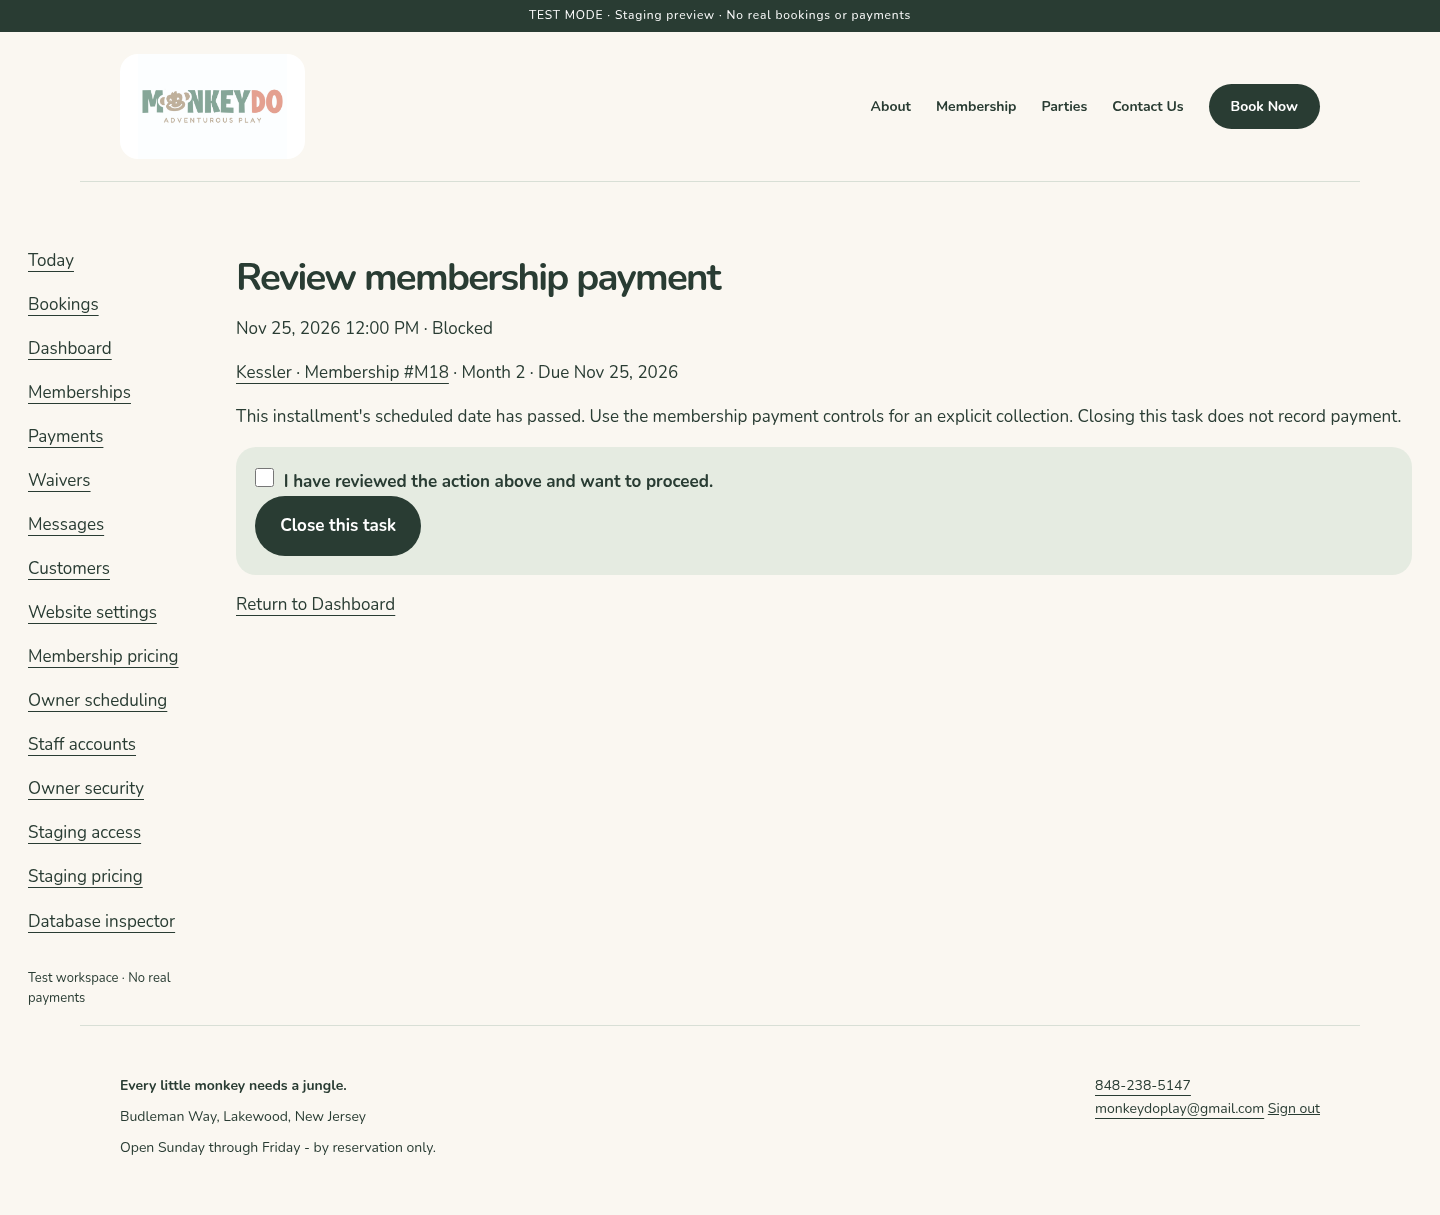 TEST MODE · Staging preview · No real bookings or payments
MONKEYDO
ADVENTUROUS PLAY
About
Membership
Parties
Contact Us
Book Now
Today
Bookings
Dashboard
Memberships
Payments
Waivers
Messages
Customers
Website settings
Membership pricing
Owner scheduling
Staff accounts
Owner security
Staging access
Staging pricing
Database inspector
Test workspace · No real
payments
Review membership payment
Nov 25, 2026 12:00 PM · Blocked
Kessler · Membership #M18 · Month 2 · Due Nov 25, 2026
This installment's scheduled date has passed. Use the membership payment controls for an explicit collection. Closing this task does not record payment.
I have reviewed the action above and want to proceed.
Close this task
Return to Dashboard
Every little monkey needs a jungle.
Budleman Way, Lakewood, New Jersey
Open Sunday through Friday - by reservation only.
848-238-5147
monkeydoplay@gmail.com Sign out